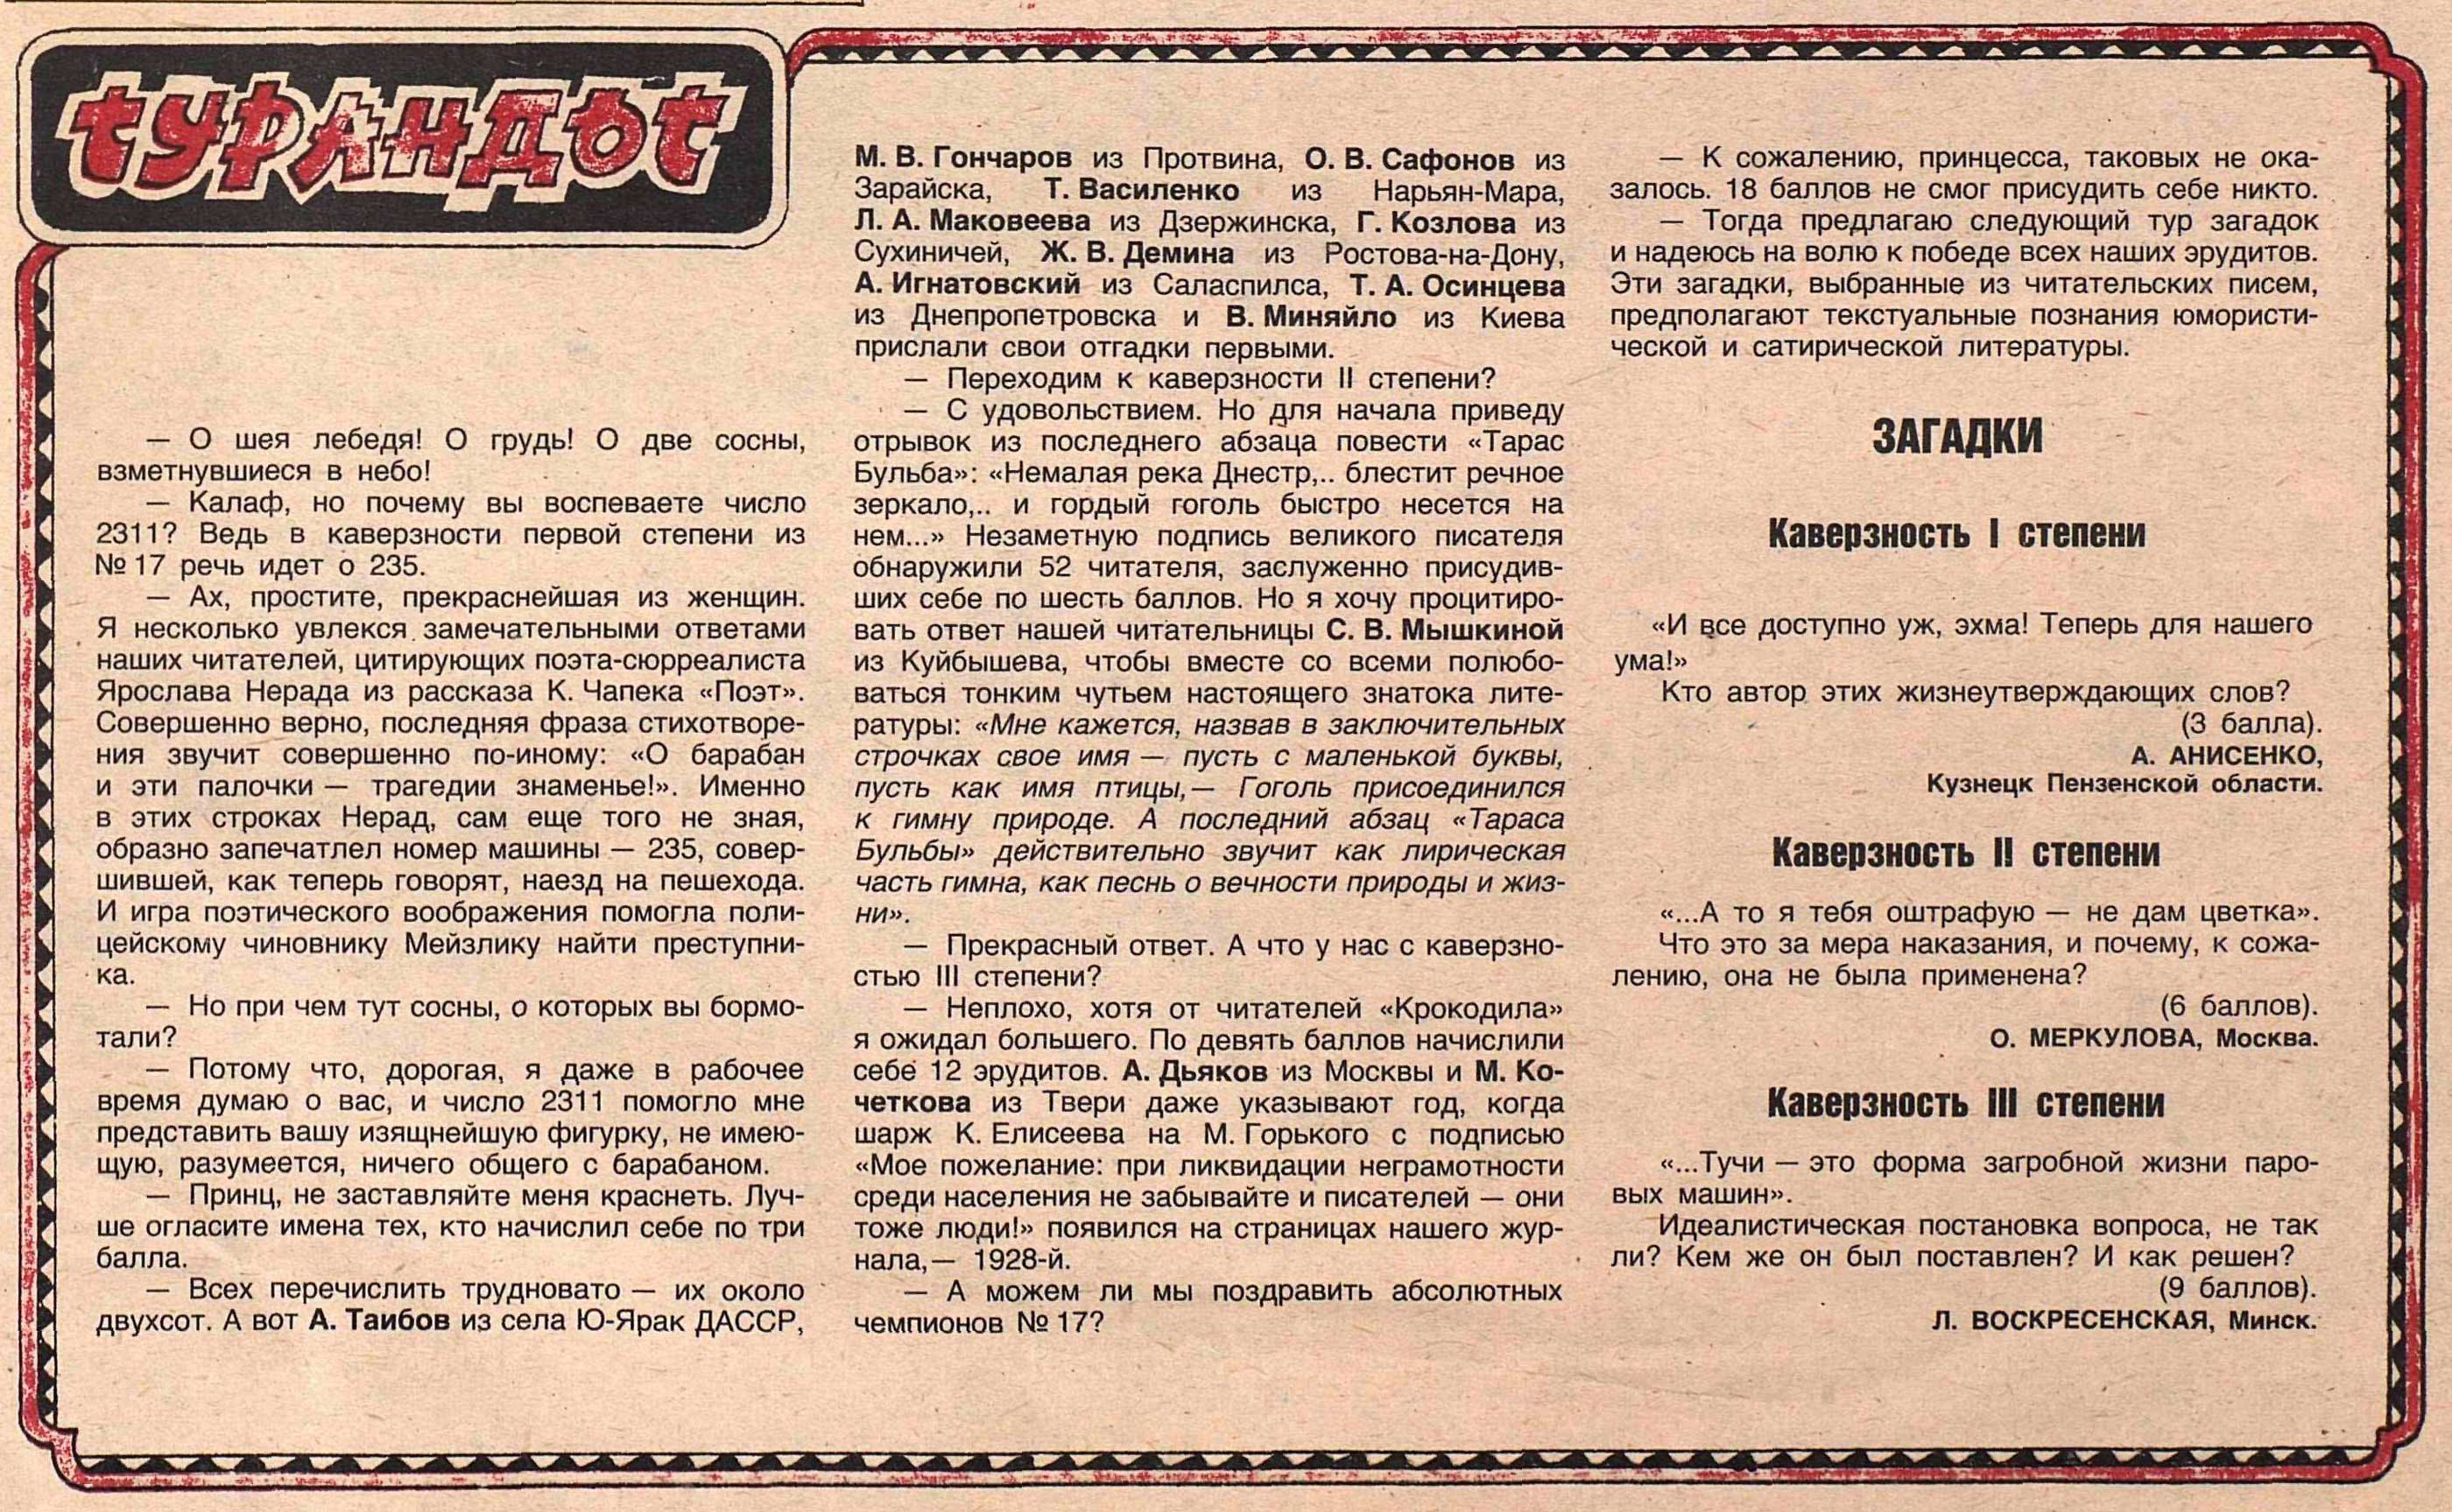 ТУРАНДОТ
— О шея лебедя! О грудь! О две сосны,
взметнувшиеся в небо!
— Калаф, но почему вы воспеваете число
2311? Ведь в каверзности первой степени из
№ 17 речь идет о 235.
— Ах, простите, прекраснейшая из женщин.
Я несколько увлекся замечательными ответами
наших читателей, цитирующих поэта-сюрреалиста
Ярослава Нерада из рассказа К. Чапека «Поэт».
Совершенно верно, последняя фраза стихотворе-
ния звучит совершенно по-иному: «О барабан
и эти палочки — трагедии знаменье!». Именно
в этих строках Нерад, сам еще того не зная,
образно запечатлел номер машины — 235, совер-
шившей, как теперь говорят, наезд на пешехода.
И игра поэтического воображения помогла поли-
цейскому чиновнику Мейзлику найти преступни-
ка.
— Но при чем тут сосны, о которых вы бормо-
тали?
— Потому что, дорогая, я даже в рабочее
время думаю о вас, и число 2311 помогло мне
представить вашу изящнейшую фигурку, не имею-
щую, разумеется, ничего общего с барабаном.
— Принц, не заставляйте меня краснеть. Луч-
ше огласите имена тех, кто начислил себе по три
балла.
— Всех перечислить трудновато — их около
двухсот. А вот А. Таибов из села Ю-Ярак ДАССР,
М. В. Гончаров из Протвина, О. В. Сафонов из
Зарайска, Т. Василенко из Нарьян-Мара,
Л. А. Маковеева из Дзержинска, Г. Козлова из
Сухиничей, Ж. В. Демина из Ростова-на-Дону,
А. Игнатовский из Саласпилса, Т. А. Осинцева
из Днепропетровска и В. Миняйло из Киева
прислали свои отгадки первыми.
— Переходим к каверзности II степени?
— С удовольствием. Но для начала приведу
отрывок из последнего абзаца повести «Тарас
Бульба»: «Немалая река Днестр,.. блестит речное
зеркало,.. и гордый гоголь быстро несется на
нем...» Незаметную подпись великого писателя
обнаружили 52 читателя, заслуженно присудив-
ших себе по шесть баллов. Но я хочу процитиро-
вать ответ нашей читательницы С. В. Мышкиной
из Куйбышева, чтобы вместе со всеми полюбо-
ваться тонким чутьем настоящего знатока лите-
ратуры: «Мне кажется, назвав в заключительных
строчках свое имя — пусть с маленькой буквы,
пусть как имя птицы,— Гоголь присоединился
к гимну природе. А последний абзац «Тараса
Бульбы» действительно звучит как лирическая
часть гимна, как песнь о вечности природы и жиз-
ни».
— Прекрасный ответ. А что у нас с каверзно-
стью III степени?
— Неплохо, хотя от читателей «Крокодила»
я ожидал большего. По девять баллов начислили
себе 12 эрудитов. А. Дьяков из Москвы и М. Ко-
четкова из Твери даже указывают год, когда
шарж К. Елисеева на М. Горького с подписью
«Мое пожелание: при ликвидации неграмотности
среди населения не забывайте и писателей — они
тоже люди!» появился на страницах нашего жур-
нала,— 1928-й.
— А можем ли мы поздравить абсолютных
чемпионов № 17?
— К сожалению, принцесса, таковых не ока-
залось. 18 баллов не смог присудить себе никто.
— Тогда предлагаю следующий тур загадок
и надеюсь на волю к победе всех наших эрудитов.
Эти загадки, выбранные из читательских писем,
предполагают текстуальные познания юмористи-
ческой и сатирической литературы.
ЗАГАДКИ
Каверзность I степени
«И все доступно уж, эхма! Теперь для нашего
ума!»
Кто автор этих жизнеутверждающих слов?
(3 балла).
А. АНИСЕНКО,
Кузнецк Пензенской области.
Каверзность II степени
«...А то я тебя оштрафую — не дам цветка».
Что это за мера наказания, и почему, к сожа-
лению, она не была применена?
(6 баллов).
О. МЕРКУЛОВА, Москва.
Каверзность III степени
«...Тучи — это форма загробной жизни паро-
вых машин».
Идеалистическая постановка вопроса, не так
ли? Кем же он был поставлен? И как решен?
(9 баллов).
Л. ВОСКРЕСЕНСКАЯ, Минск.